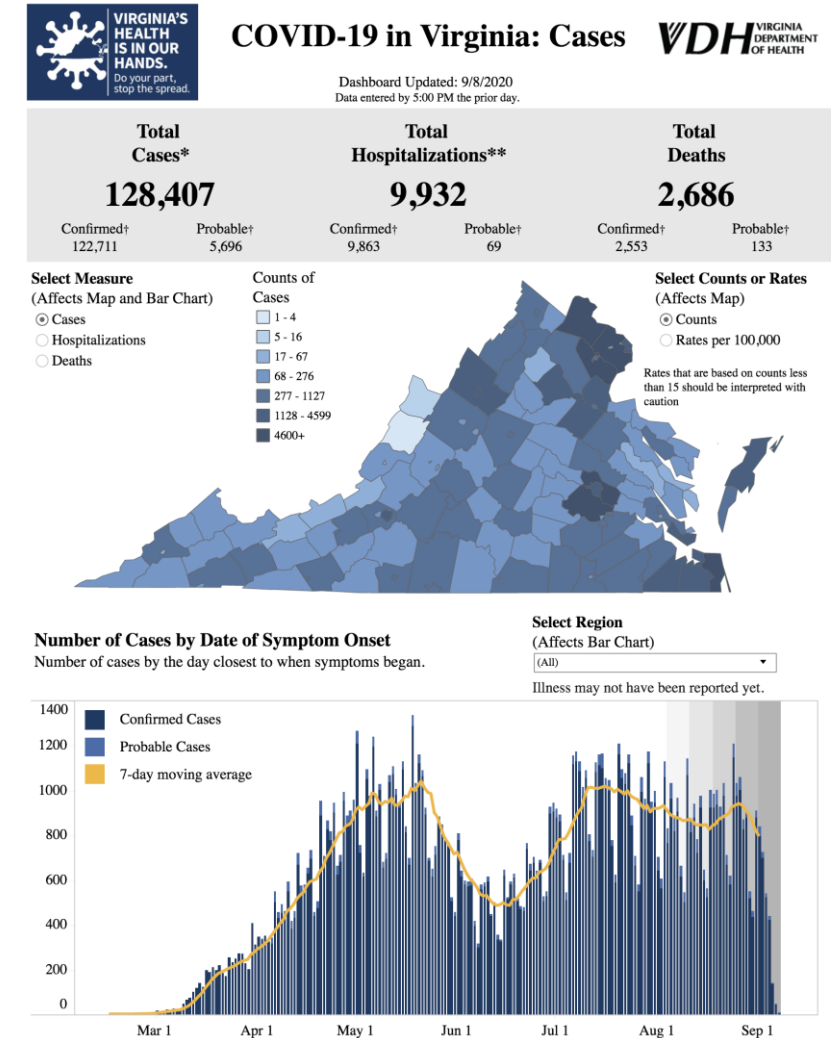 VIRGINIA'S
HEALTH
IS IN OUR
HANDS.
Do your part,
stop the spread.
COVID-19 in Virginia: Cases
VDH VIRGINIA
DEPARTMENT
OF HEALTH
Dashboard Updated: 9/8/2020
Data entered by 5:00 PM the prior day.
Total
Cases*
128,407
Confirmed†
122,711
Probable†
5,696
Total
Hospitalizations**
9,932
Confirmed†
9,863
Probable†
69
Total
Deaths
2,686
Confirmed†
2,553
Probable†
133
Select Measure
(Affects Map and Bar Chart)
Cases
Hospitalizations
Deaths
Counts of
Cases
1 - 4
5 - 16
17 - 67
68 - 276
277 - 1127
1128 - 4599
4600+
Select Counts or Rates
(Affects Map)
Counts
Rates per 100,000
Rates that are based on counts less
than 15 should be interpreted with
caution
Number of Cases by Date of Symptom Onset
Number of cases by the day closest to when symptoms began.
Select Region
(Affects Bar Chart)
(All)
Illness may not have been reported yet.
Confirmed Cases
Probable Cases
7-day moving average
1400
1200
1000
800
600
400
200
0
Mar 1
Apr 1
May 1
Jun 1
Jul 1
Aug 1
Sep 1